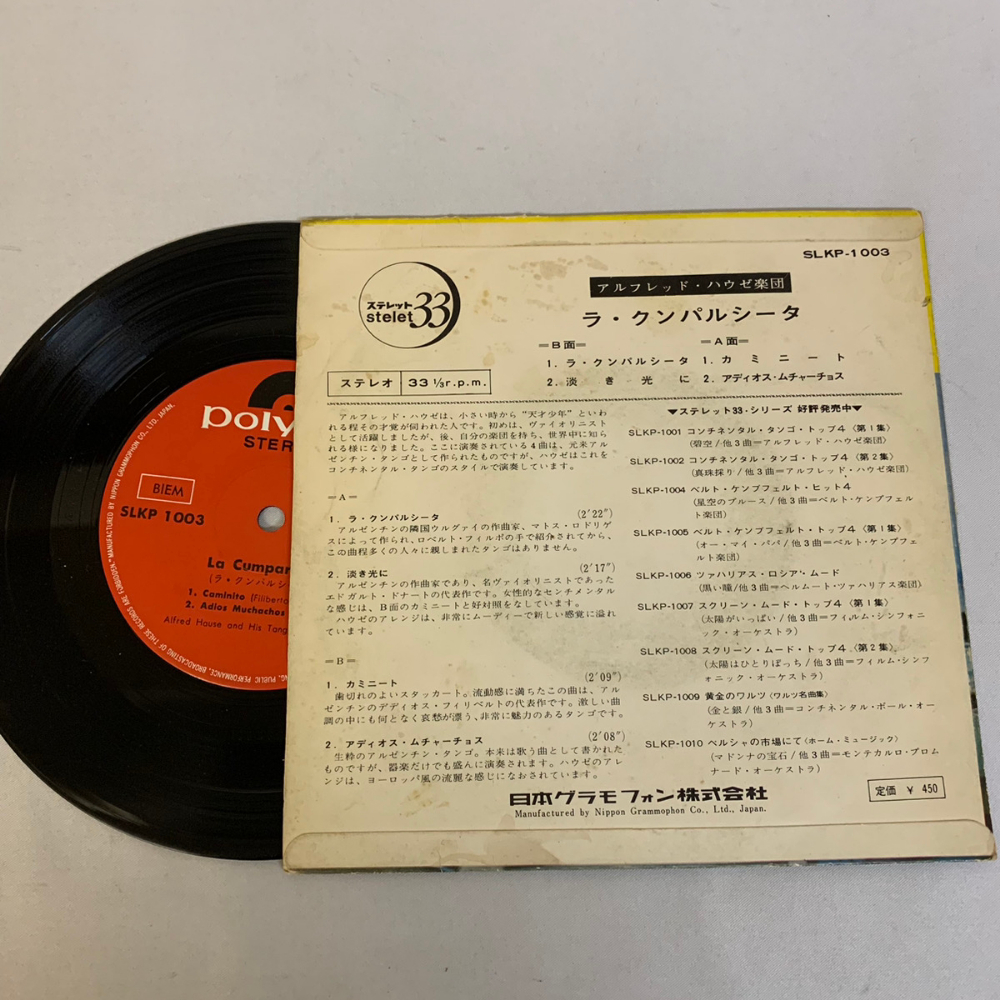 SLKP-1003
ステレット
stelet 33
アルフレッド・ハウゼ楽団
ラ・クンパルシータ
=B面= =A面=
1. ラ・クンパルシータ 1. カミニート
2. 淡き光に 2. アディオス・ムチャーチョス
ステレオ 33 1/3 r.p.m.
アルフレッド・ハウゼは、小さい時から“天才少年”といわ
れる程その才覚が伺われた人です。初めは、ヴァイオリニスト
として活躍しましたが、後、自分の楽団を持ち、世界中に知ら
れる様になりました。ここに演奏されている4曲は、元来アル
ゼンチン・タンゴとして作られたものですが、ハウゼはこれを
コンチネンタル・タンゴのスタイルで演奏しています。
=A=
1. ラ・クンパルシータ (2'22")
アルゼンチンの隣国ウルグァイの作曲家、マトス・ロドリゲ
スによって作られ、ロベルト・フィルポの手で紹介されてから、
この曲程多くの人々に親しまれたタンゴはありません。
2. 淡き光に (2'17")
アルゼンチンの作曲家であり、名ヴァイオリニストであった
エドガルト・ドナートの代表作です。女性的なセンチメンタル
な感じは、B面のカミニートと好対照をなしています。
ハウゼのアレンジは、非常にムーディーで新しい感覚に溢れ
ています。
=B=
1. カミニート (2'09")
歯切れのよいスタッカート。流動感に満ちたこの曲は、アル
ゼンチンのデディオス・フィリベルトの代表作です。激しい曲
調の中にも何となく哀愁が漂う、非常に魅力のあるタンゴです。
2. アディオス・ムチャーチョス (2'08")
生粋のアルゼンチン・タンゴ。本来は歌う曲として書かれた
ものですが、器楽だけでも盛んに演奏されます。ハウゼのアレ
ンジは、ヨーロッパ風の流麗な感じになおされています。
▼ステレット33・シリーズ 好評発売中▼
SLKP-1001 コンチネンタル・タンゴ・トップ4〈第1集〉
(碧空/他3曲=アルフレッド・ハウゼ楽団)
SLKP-1002 コンチネンタル・タンゴ・トップ4〈第2集〉
(真珠採り/他3曲=アルフレッド・ハウゼ楽団)
SLKP-1004 ベルト・ケンプフェルト・ヒット4
(星空のブルース/他3曲=ベルト・ケンプフェル
ト楽団)
SLKP-1005 ベルト・ケンプフェルト・トップ4〈第1集〉
(オー・マイ・パパ/他3曲=ベルト・ケンプフェ
ルト楽団)
SLKP-1006 ツァハリアス・ロシア・ムード
(黒い瞳/他3曲=ヘルムート・ツァハリアス楽団)
SLKP-1007 スクリーン・ムード・トップ4〈第1集〉
(太陽がいっぱい/他3曲=フィルム・シンフォ
ニック・オーケストラ)
SLKP-1008 スクリーン・ムード・トップ4〈第2集〉
(太陽はひとりぼっち/他3曲=フィルム・シンフ
ォニック・オーケストラ)
SLKP-1009 黄金のワルツ〈ワルツ名曲集〉
(金と銀/他3曲=コンチネンタル・ボール・オー
ケストラ)
SLKP-1010 ペルシャの市場にて〈ホーム・ミュージック〉
(マドンナの宝石/他3曲=モンテカルロ・プロム
ナード・オーケストラ)
定価 ¥ 450
日本グラモフォン株式会社
Manufactured by Nippon Grammophon Co., Ltd., Japan.
BIEM
SLKP 1003
La Cumpar
(ラ・クンパルシ
1. Caminito (Filiberto
2. Adios Muchachos
Alfred Hause and His Tang
NG, PUBLIC PERFORMANCE, BROADCASTING OF THESE RECORDS ARE FORBIDDEN. MANUFACTURED BY NIPPON GRAMMOPHON CO., LTD., TOKYO, JAPAN.